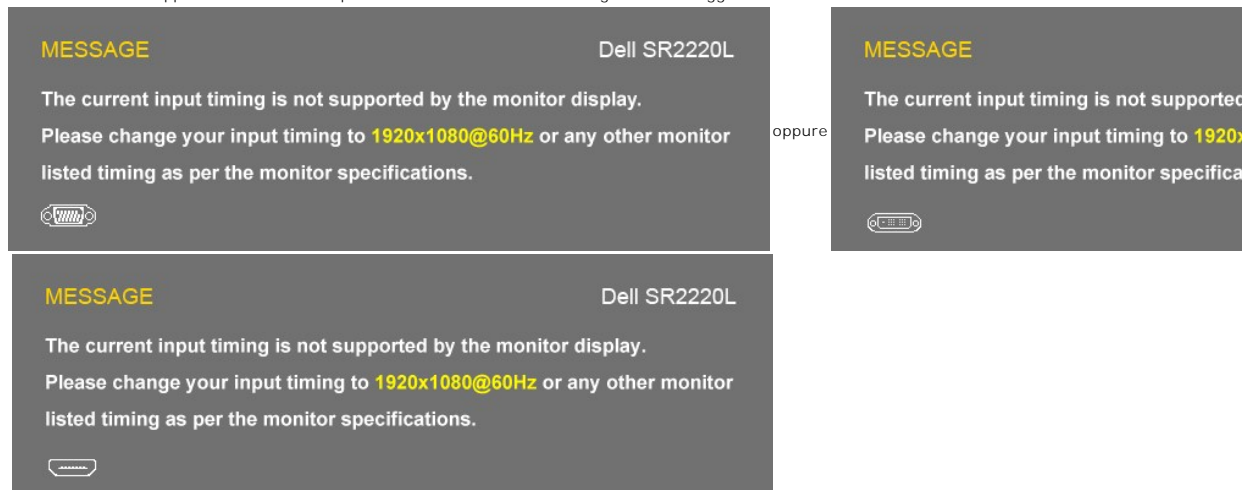 MESSAGE Dell SR2220L
The current input timing is not supported by the monitor display.
Please change your input timing to 1920x1080@60Hz or any other monitor
listed timing as per the monitor specifications.
oppure
MESSAGE
The current input timing is not supported
Please change your input timing to 1920
listed timing as per the monitor
MESSAGE Dell SR2220L
The current input timing is not supported by the monitor display.
Please change your input timing to 1920x1080@60Hz or any other monitor
listed timing as per the monitor specifications.